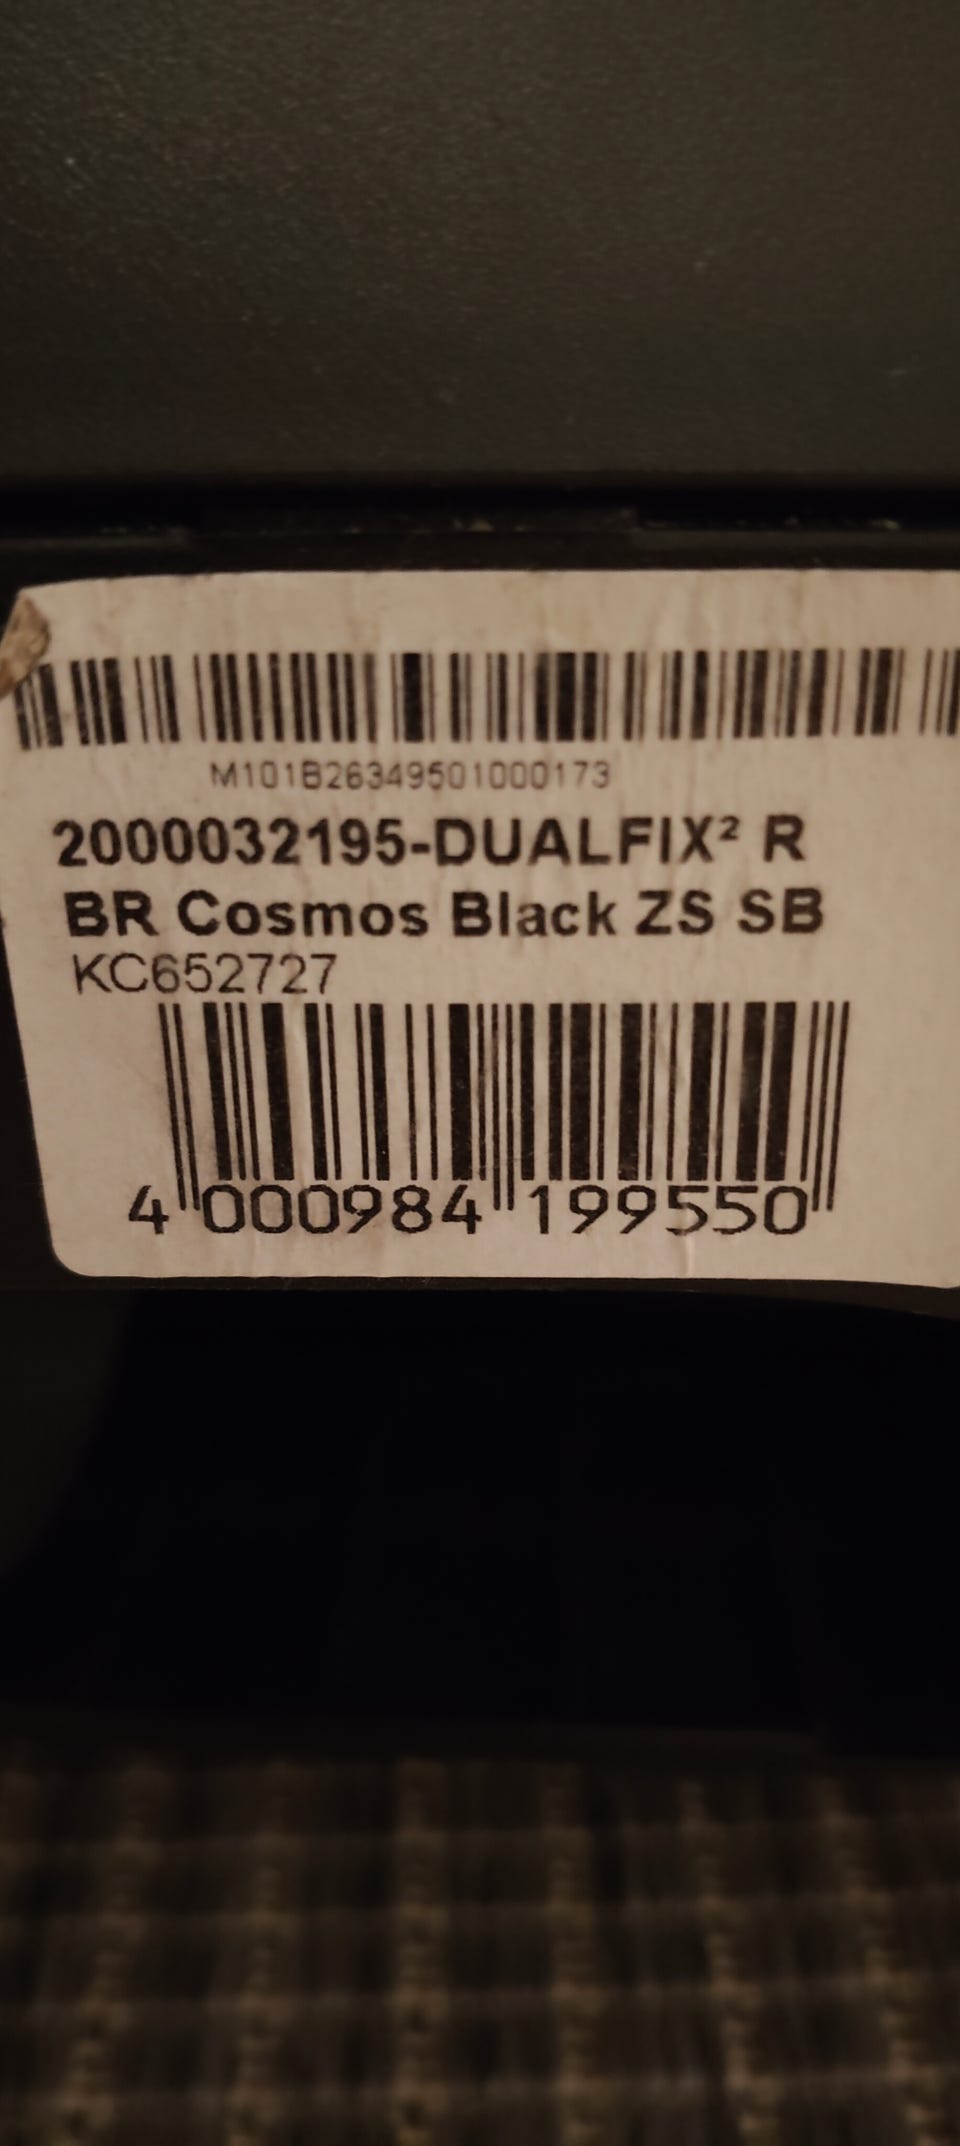 M101B26349501000173
2000032195-DUALFIX² R
BR Cosmos Black ZS SB
KC652727
4 000984 199550